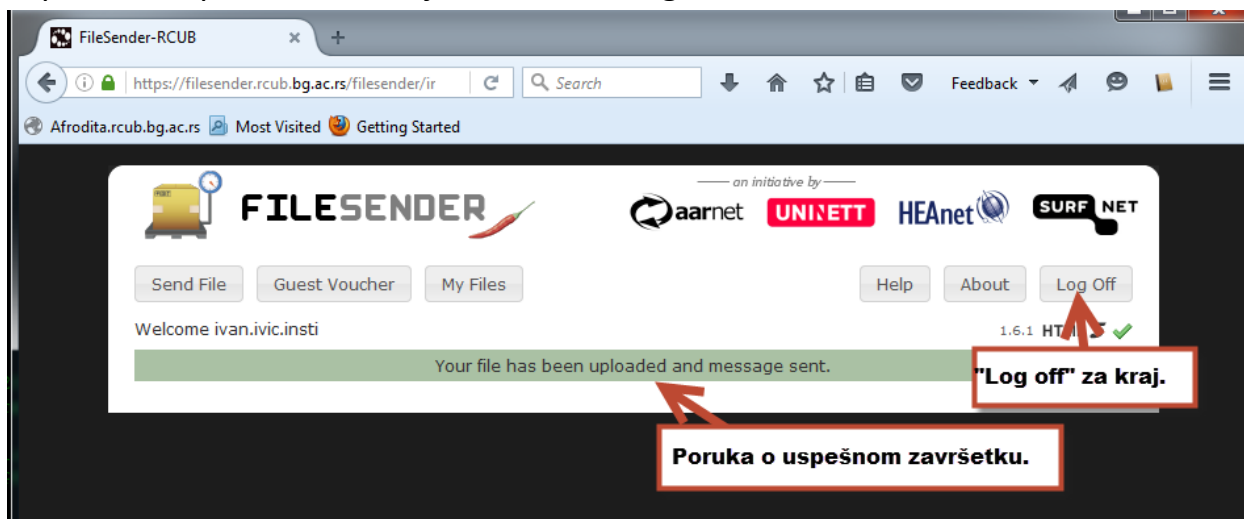 FileSender-RCUB
https://filesender.rcub.bg.ac.rs/filesender/ir
Search
Feedback
Afrodita.rcub.bg.ac.rs Most Visited Getting Started
FILESENDER
an initiative by
aarnet UNINETT HEAnet SURF NET
Send File Guest Voucher My Files Help About Log Off
Welcome ivan.ivic.insti
1.6.1
Your file has been uploaded and message sent.
"Log off" za kraj.
Poruka o uspešnom završetku.